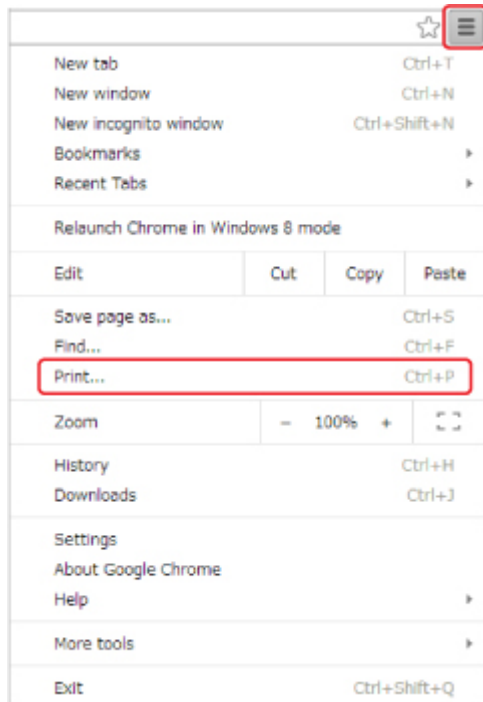 New tab Ctrl+T
New window Ctrl+N
New incognito window Ctrl+Shift+N
Bookmarks
Recent Tabs
Relaunch Chrome in Windows 8 mode
Edit Cut Copy Paste
Save page as... Ctrl+S
Find... Ctrl+F
Print... Ctrl+P
Zoom − 100% +
History Ctrl+H
Downloads Ctrl+J
Settings
About Google Chrome
Help
More tools
Exit Ctrl+Shift+Q